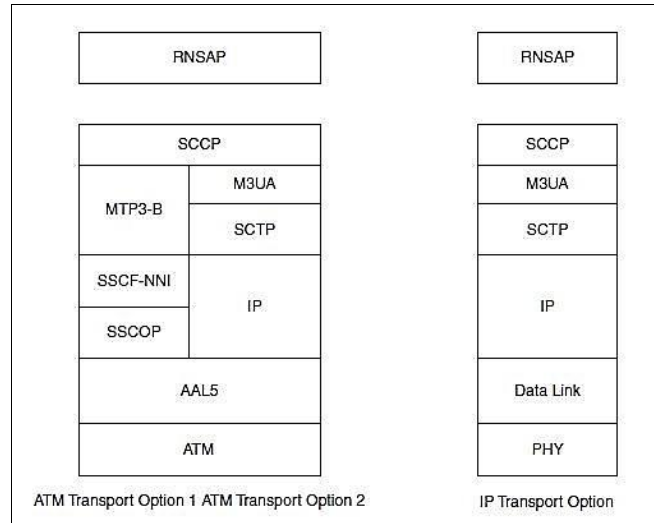 RNSAP
RNSAP
SCCP
SCCP
MTP3-B
M3UA
M3UA
SCTP
SCTP
SSCF-NNI
IP
IP
SSCOP
AAL5
Data Link
ATM
PHY
ATM Transport Option 1 ATM Transport Option 2
IP Transport Option